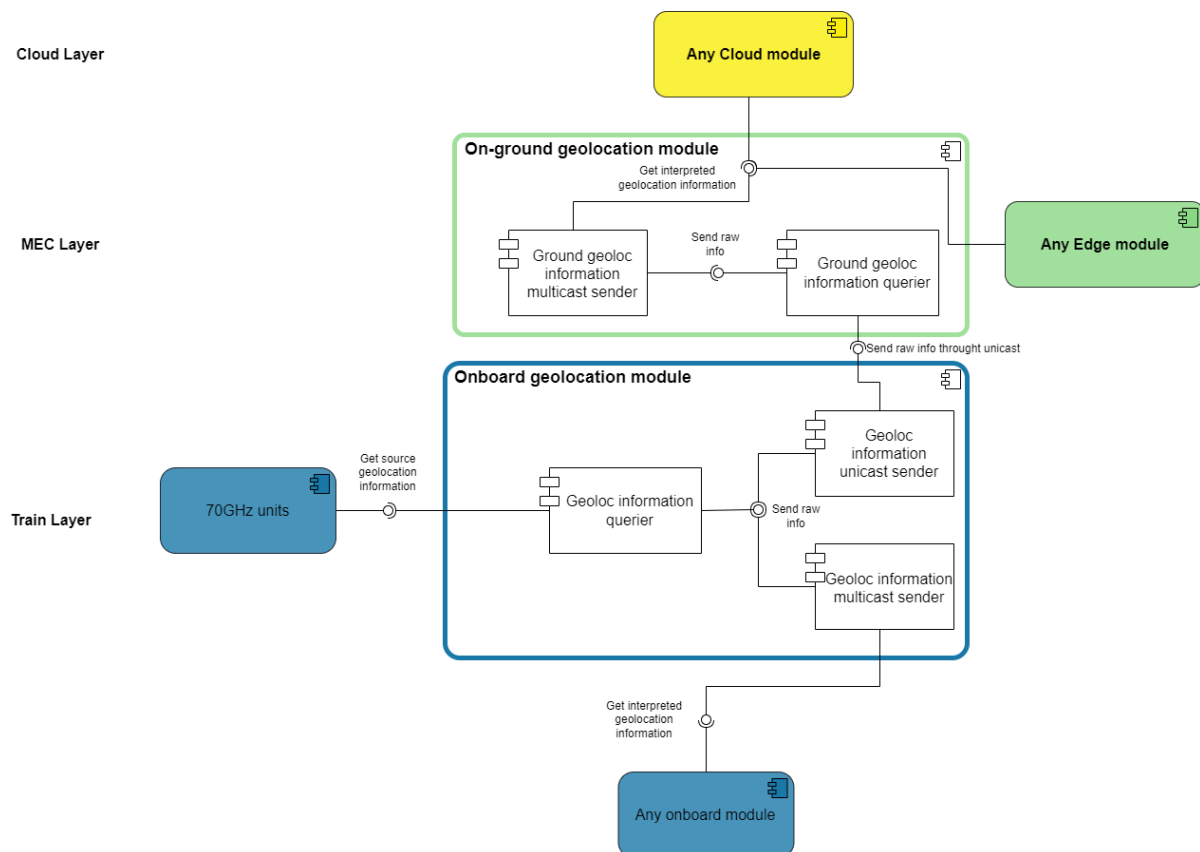 Cloud Layer
Any Cloud module
On-ground geolocation module
Get interpreted
geolocation information
MEC Layer
Any Edge module
Ground geoloc
information
multicast sender
Send raw
info
Ground geoloc
information querier
Send raw info throught unicast
Onboard geolocation module
Geoloc
information
unicast sender
Get source
geolocation
information
Train Layer
70GHz units
Geoloc information
querier
Send raw
info
Geoloc information
multicast sender
Get interpreted
geolocation
information
Any onboard module